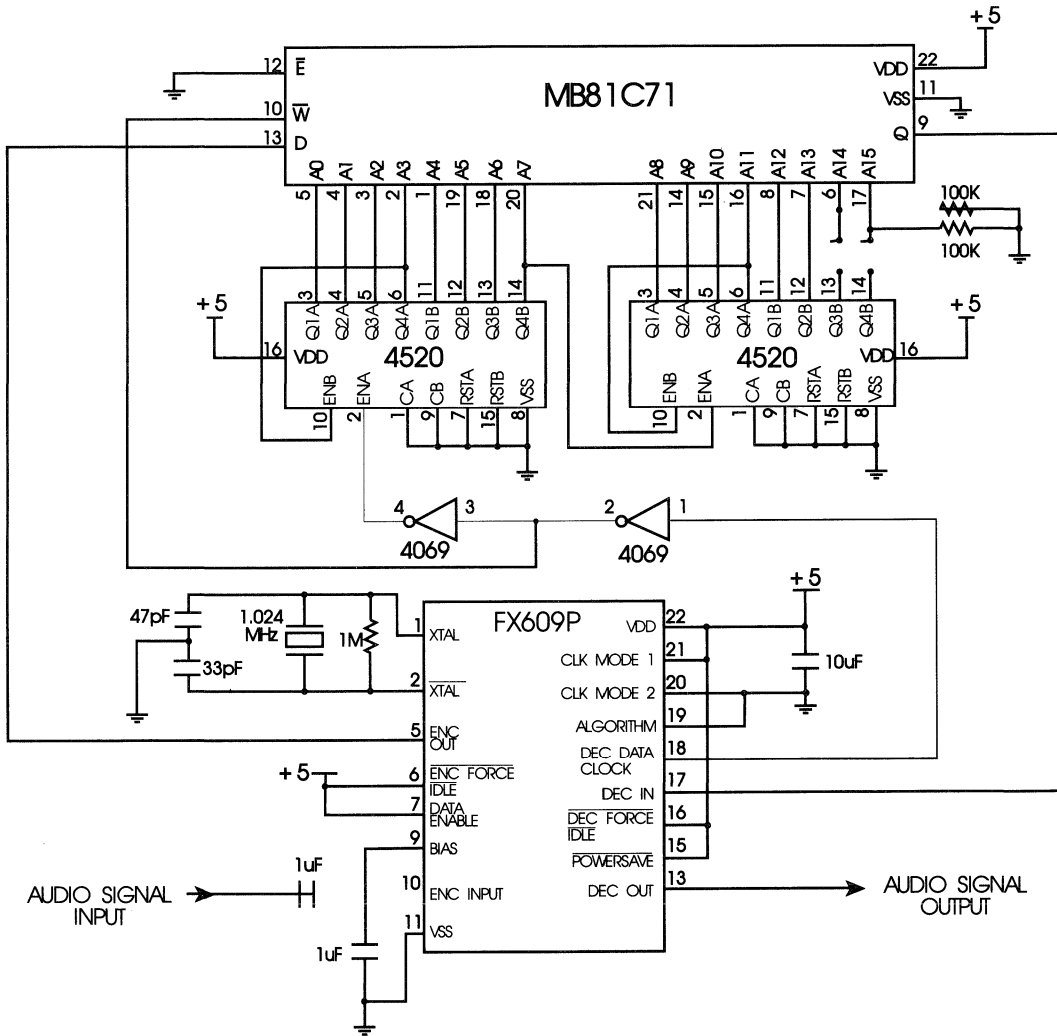 +5
12 E
22
VDD
10 W
MB81C71
11
VSS
13 D
9
Q
A0 A1 A2 A3 A4 A5 A6 A7
A8 A9 A10 A11 A12 A13 A14 A15
5 4 3 2 1 19 18 20
21 14 15 16 8 7 6 17
100K
100K
+5
3 4 5 6 11 12 13 14
3 4 5 6 11 12 13 14
+5
Q1A Q2A Q3A Q4A Q1B Q2B Q3B Q4B
Q1A Q2A Q3A Q4A Q1B Q2B Q3B Q4B
16 VDD
4520
4520
VDD 16
ENB ENA CA CB RSTA RSTB VSS
ENB ENA CA CB RSTA RSTB VSS
10 2 1 9 7 15 8
10 2 1 9 7 15 8
4 3
2 1
4069
4069
+5
47pF
1.024
MHz
1M
33pF
FX609P
1 XTAL
VDD 22
CLK MODE 1 21
10uF
2 XTAL
CLK MODE 2 20
ALGORITHM 19
5 ENC
OUT
DEC DATA
CLOCK
18
+5
6 ENC FORCE
IDLE
DEC IN 17
7 DATA
ENABLE
DEC FORCE
IDLE
16
9 BIAS
POWERSAVE 15
1uF
AUDIO SIGNAL
INPUT
10 ENC INPUT
DEC OUT 13
AUDIO SIGNAL
OUTPUT
11 VSS
1uF